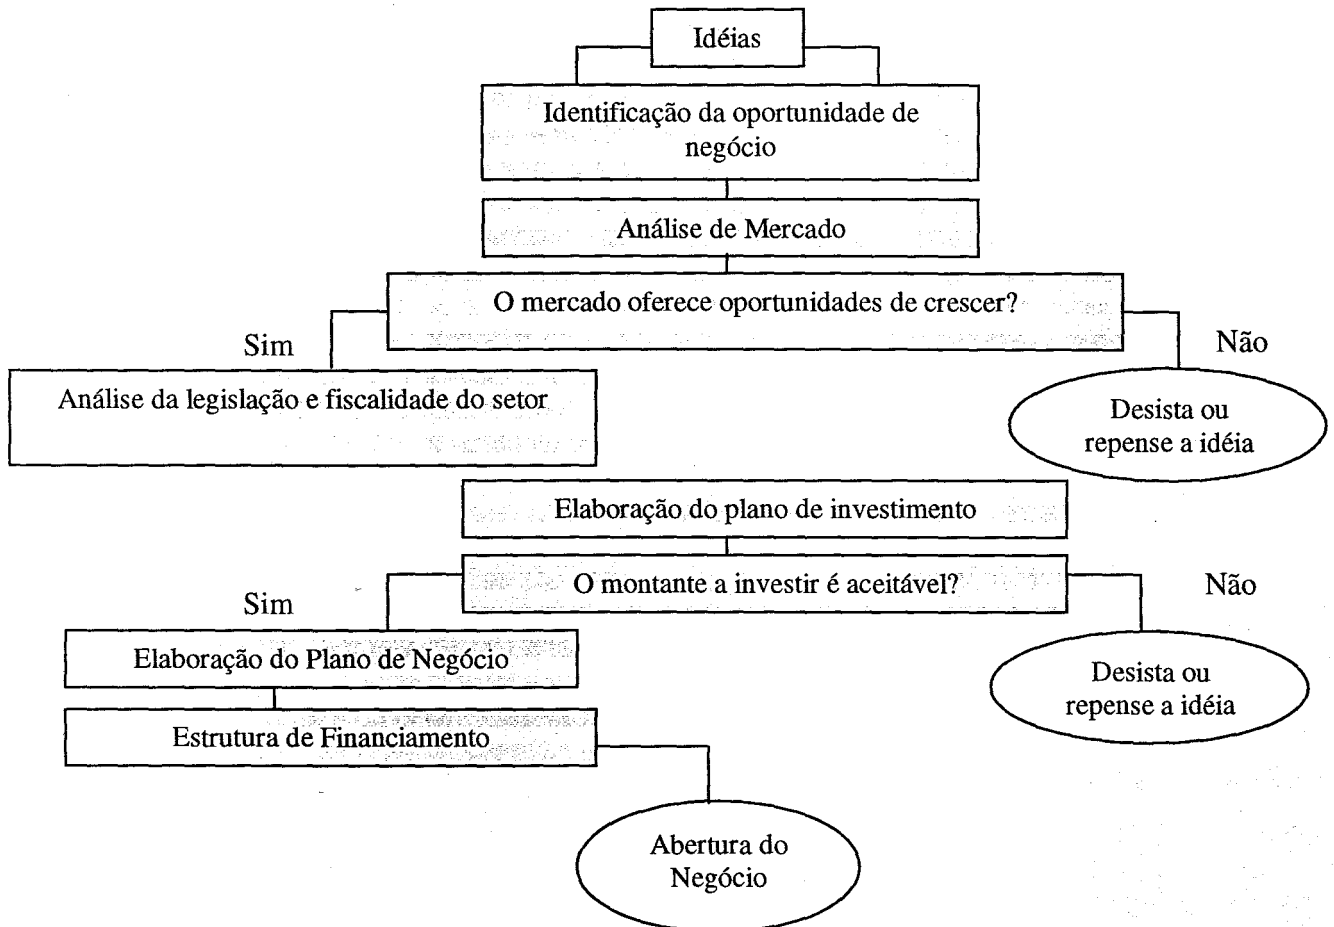 Idéias
Identificação da oportunidade de
negócio
Análise de Mercado
O mercado oferece oportunidades de crescer?
Sim
Não
Análise da legislação e fiscalidade do setor
Desista ou
repense a idéia
Elaboração do plano de investimento
O montante a investir é aceitável?
Sim
Não
Elaboração do Plano de Negócio
Desista ou
repense a idéia
Estrutura de Financiamento
Abertura do
Negócio